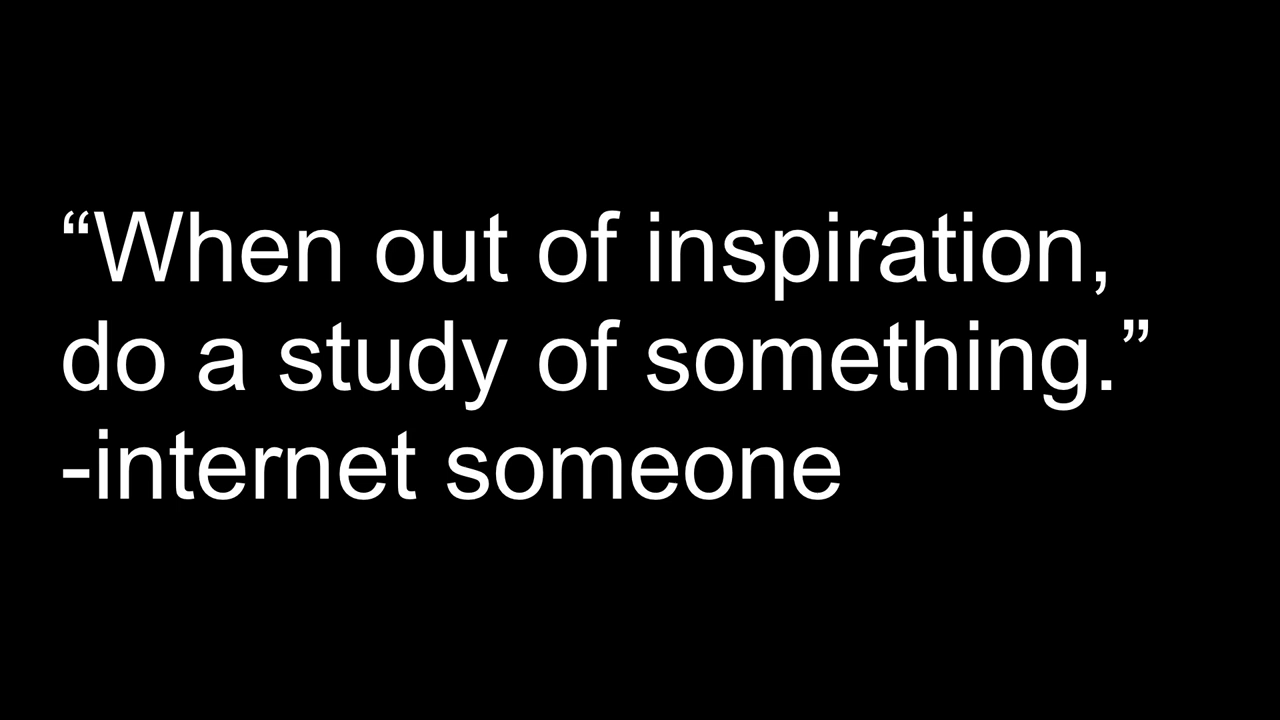 “When out of inspiration,
do a study of something.”
-internet someone